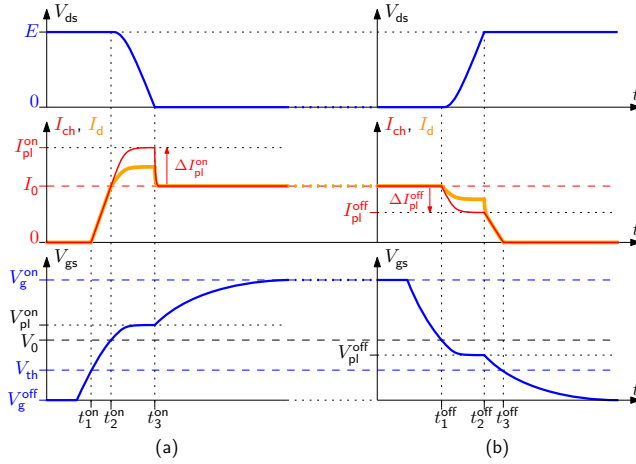 V_ds V_ds
E
0 t t
I_ch, I_d I_ch, I_d
I_pl^on ΔI_pl^on
I_0 ΔI_pl^off
I_pl^off
0 t t
V_gs V_gs
V_g^on
V_pl^on
V_0 V_pl^off
V_th
V_g^off
t_1^on t_2^on t_3^on t_1^off t_2^off t_3^off t
(a) (b)